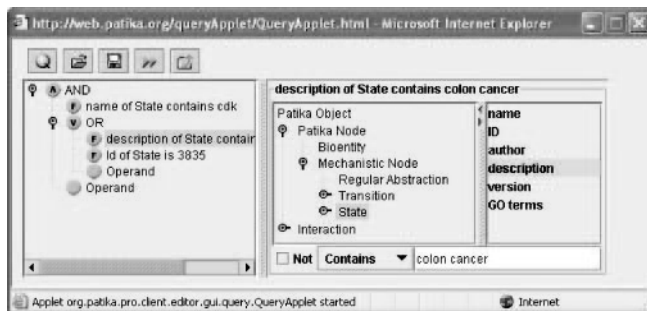 http://web.patika.org/queryApplet/QueryApplet.html - Microsoft Internet Explorer
AND
name of State contains cdk
OR
description of State contain
Id of State is 3835
Operand
Operand
description of State contains colon cancer
Patika Object
Patika Node
Bioentity
Mechanistic Node
Regular Abstraction
Transition
State
Interaction
name
ID
author
description
version
GO terms
Not Contains colon cancer
Applet org.patika.pro.client.editor.gui.query.QueryApplet started Internet